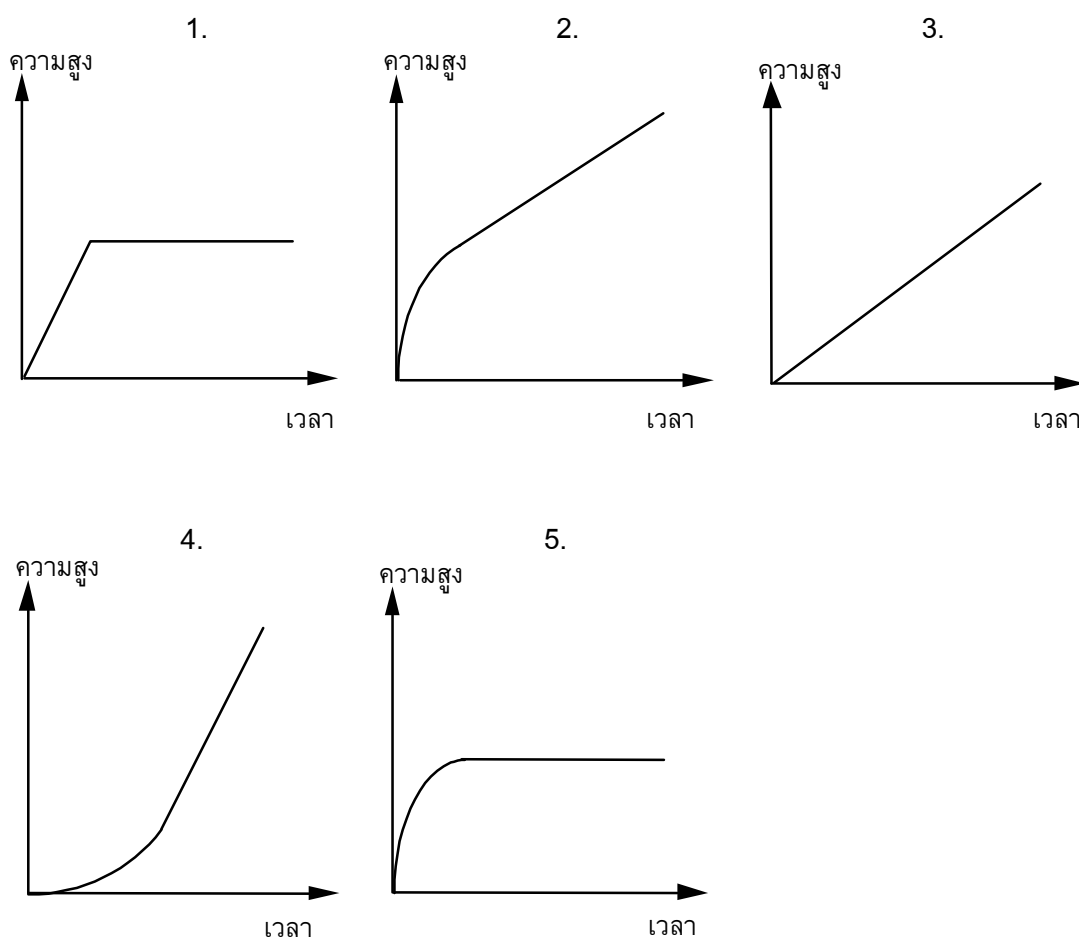 1. 2. 3.
ความสูง ความสูง ความสูง
เวลา เวลา เวลา
4. 5.
ความสูง ความสูง
เวลา เวลา